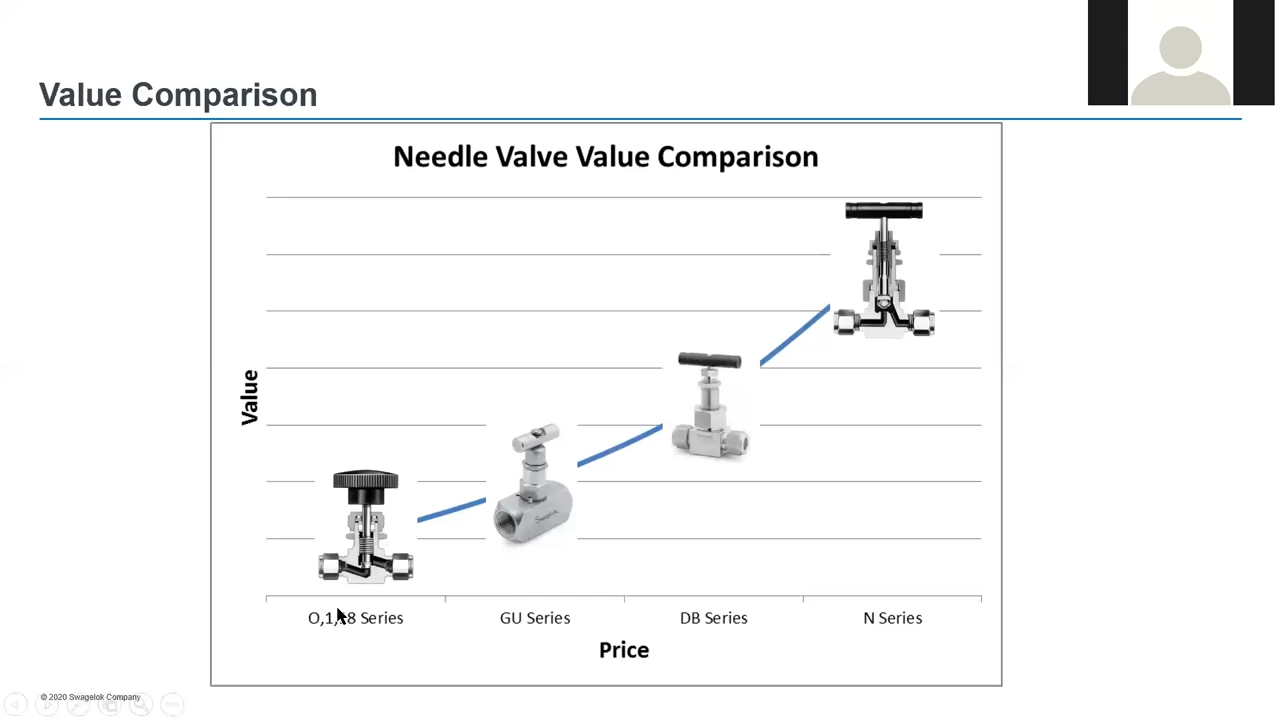 Value Comparison
Needle Valve Value Comparison
Value
Swagelok
O,1, 8 Series
GU Series
DB Series
N Series
Price
© 2020 Swagelok Company